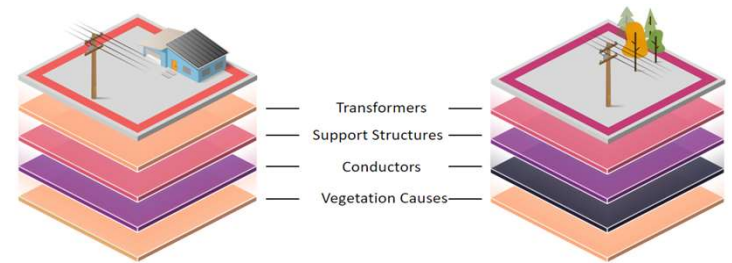 Transformers
Support Structures
Conductors
Vegetation Causes